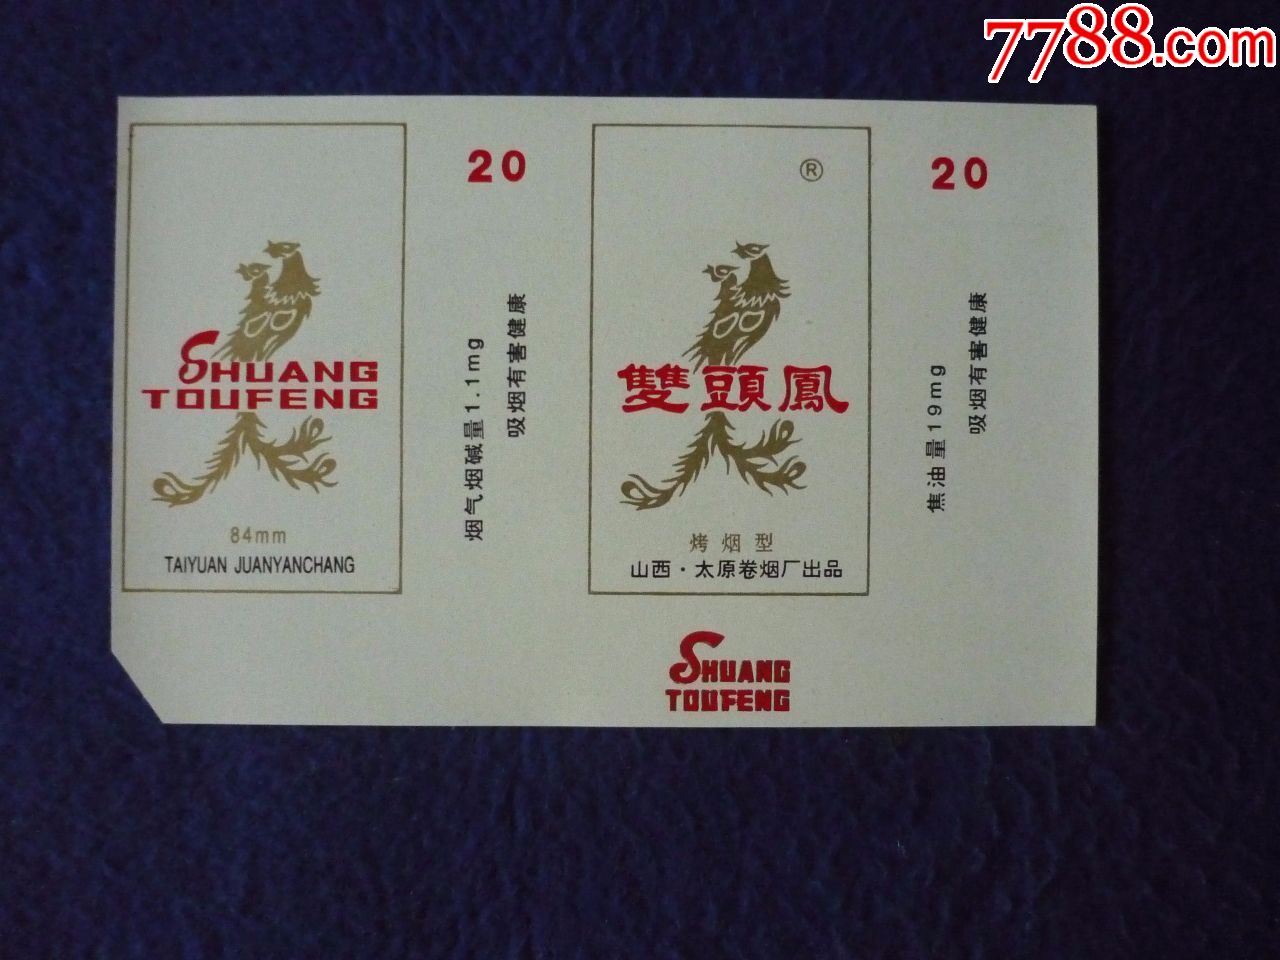 7788.com
SHUANG
TOUFENG
84mm
TAIYUAN JUANYANCHANG
20
烟气烟碱量1.1mg
吸烟有害健康
®
雙頭鳳
烤烟型
山西·太原卷烟厂出品
SHUANG
TOUFENG
20
焦油量19mg
吸烟有害健康